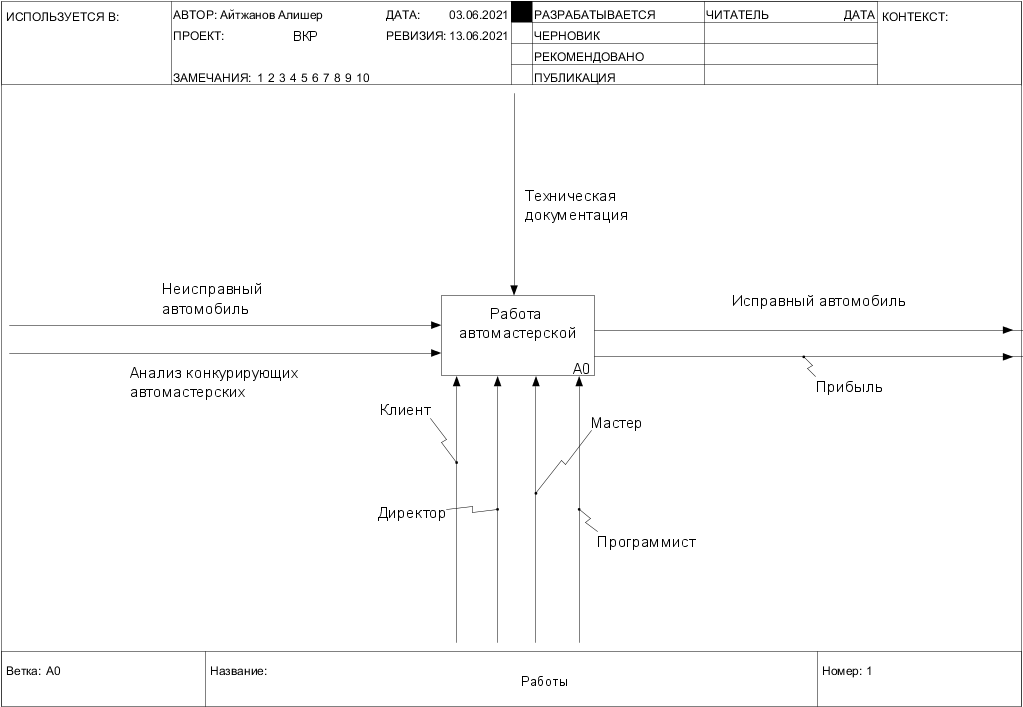 ИСПОЛЬЗУЕТСЯ В:
АВТОР: Айтжанов Алишер
ДАТА: 03.06.2021
ПРОЕКТ: ВКР
РЕВИЗИЯ: 13.06.2021
ЗАМЕЧАНИЯ: 1 2 3 4 5 6 7 8 9 10
РАЗРАБАТЫВАЕТСЯ
ЧЕРНОВИК
РЕКОМЕНДОВАНО
ПУБЛИКАЦИЯ
ЧИТАТЕЛЬ ДАТА
КОНТЕКСТ:
Техническая
документация
Неисправный
автомобиль
Анализ конкурирующих
автомастерских
Работа
автомастерской
A0
Исправный автомобиль
Прибыль
Клиент
Мастер
Директор
Программист
Ветка: A0
Название:
Работы
Номер: 1